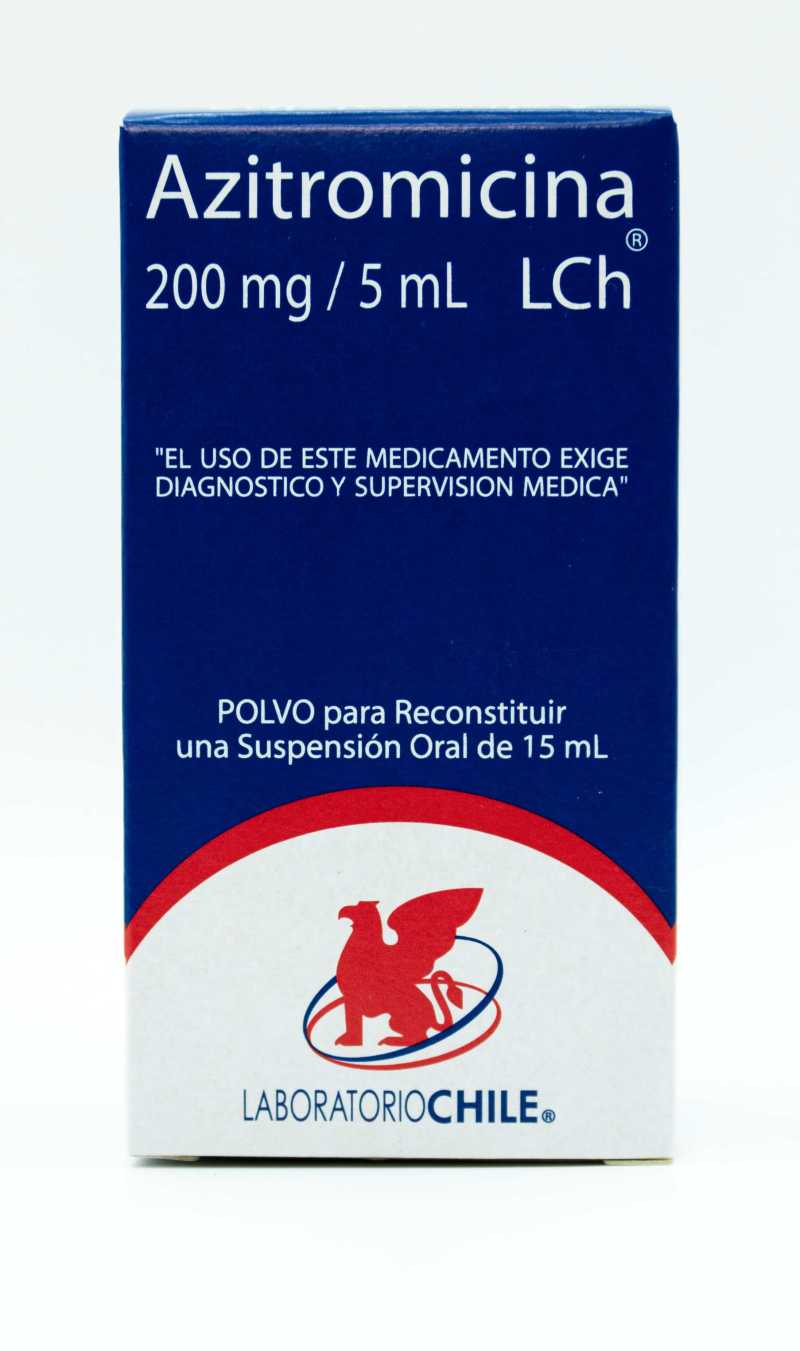 Azitromicina
200 mg / 5 mL LCh®
"EL USO DE ESTE MEDICAMENTO EXIGE
DIAGNOSTICO Y SUPERVISION MEDICA"
POLVO para Reconstituir
una Suspensión Oral de 15 mL
LABORATORIOCHILE®